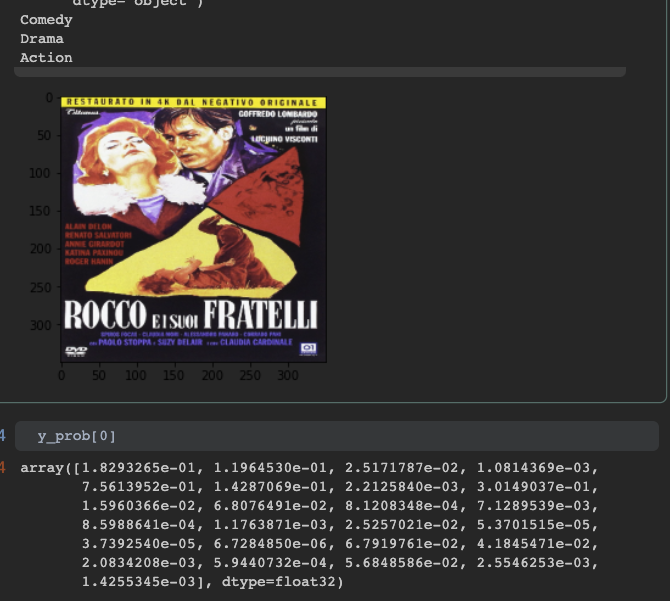 dtype='object')
Comedy
Drama
Action
0
50
100
150
200
250
300
0 50 100 150 200 250 300
RESTAURATO IN 4K DAL NEGATIVO ORIGINALE
Titanus
GOFFREDO LOMBARDO
presenta
un film di
LUCHINO VISCONTI
ALAIN DELON
RENATO SALVATORI
ANNIE GIRARDOT
KATINA PAXINOU
ROGER HANIN
ROCCO E I SUOI FRATELLI
PAOLO STOPPA SUZY DELAIR CLAUDIA CARDINALE
DVD
01
4 y_prob[0]
4 array([1.8293265e-01, 1.1964530e-01, 2.5171787e-02, 1.0814369e-03,
7.5613952e-01, 1.4287069e-01, 2.2125840e-03, 3.0149037e-01,
1.5960366e-02, 6.8076491e-02, 8.1208348e-04, 7.1289539e-03,
8.5988641e-04, 1.1763871e-03, 2.5257021e-02, 5.3701515e-05,
3.7392540e-05, 6.7284850e-06, 6.7919761e-02, 4.1845471e-02,
2.0834208e-03, 5.9440732e-04, 5.6848586e-02, 2.5546253e-03,
1.4255345e-03], dtype=float32)